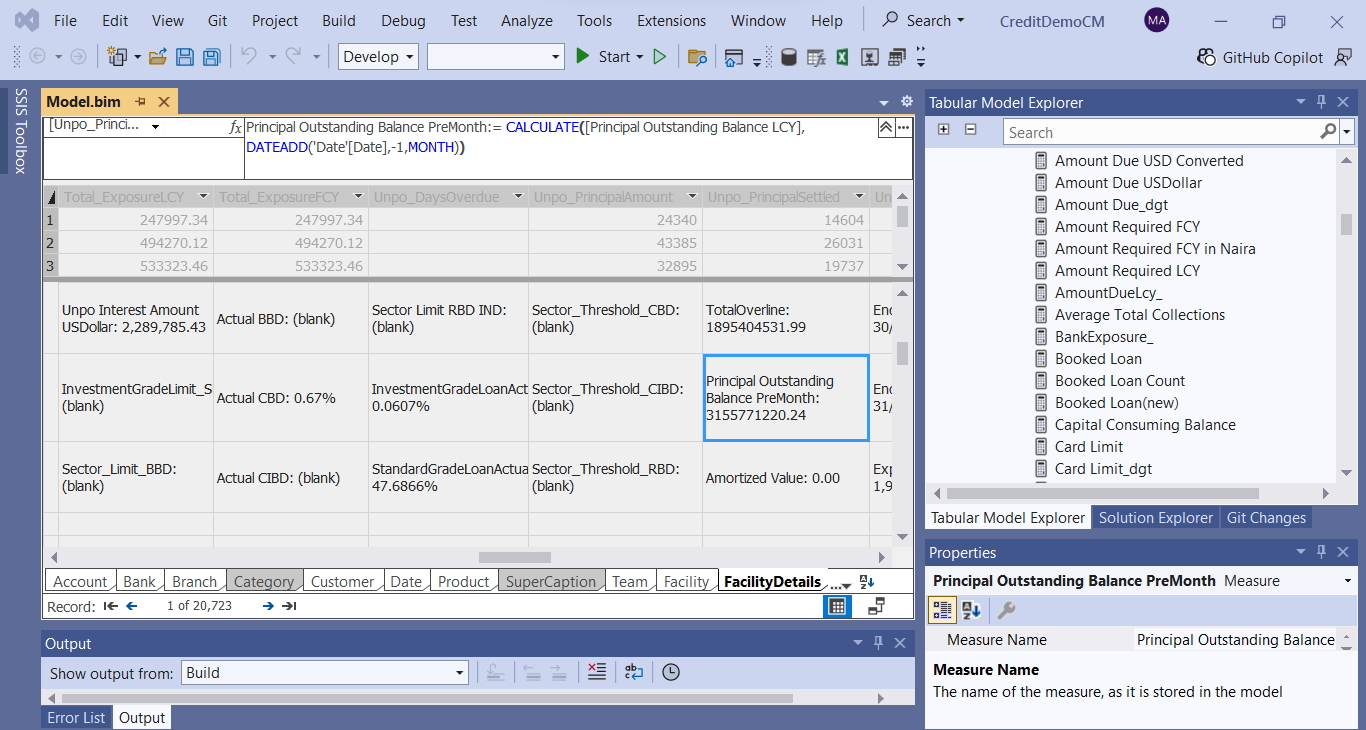 File Edit View Git Project Build Debug Test Analyze Tools Extensions Window Help Search CreditDemoCM MA
Develop Start GitHub Copilot
SSIS Toolbox
Model.bim
[Unpo_Princi... fx Principal Outstanding Balance PreMonth:= CALCULATE([Principal Outstanding Balance LCY],
DATEADD('Date'[Date],-1,MONTH))
Total_ExposureLCY Total_ExposureFCY Unpo_DaysOverdue Unpo_PrincipalAmount Unpo_PrincipalSettled Un
1 247997.34 247997.34 24340 14604
2 494270.12 494270.12 43385 26031
3 533323.46 533323.46 32895 19737
Unpo Interest Amount
USDollar: 2,289,785.43
Actual BBD: (blank)
Sector Limit RBD IND:
(blank)
Sector_Threshold_CBD:
(blank)
TotalOverline:
1895404531.99
Enc
30/
InvestmentGradeLimit_S
(blank)
Actual CBD: 0.67%
InvestmentGradeLoanAct
0.0607%
Sector_Threshold_CIBD:
(blank)
Principal Outstanding
Balance PreMonth:
3155771220.24
Enc
31/
Sector_Limit_BBD:
(blank)
Actual CIBD: (blank)
StandardGradeLoanActua
47.6866%
Sector_Threshold_RBD:
(blank)
Amortized Value: 0.00
Exp
1,9
Account Bank Branch Category Customer Date Product SuperCaption Team Facility FacilityDetails ...
Record: 1 of 20,723
Output
Show output from: Build
Error List Output
Tabular Model Explorer
Search
Amount Due USD Converted
Amount Due USDollar
Amount Due_dgt
Amount Required FCY
Amount Required FCY in Naira
Amount Required LCY
AmountDueLcy_
Average Total Collections
BankExposure_
Booked Loan
Booked Loan Count
Booked Loan(new)
Capital Consuming Balance
Card Limit
Card Limit_dgt
Tabular Model Explorer Solution Explorer Git Changes
Properties
Principal Outstanding Balance PreMonth Measure
Measure Name Principal Outstanding Balance
Measure Name
The name of the measure, as it is stored in the model